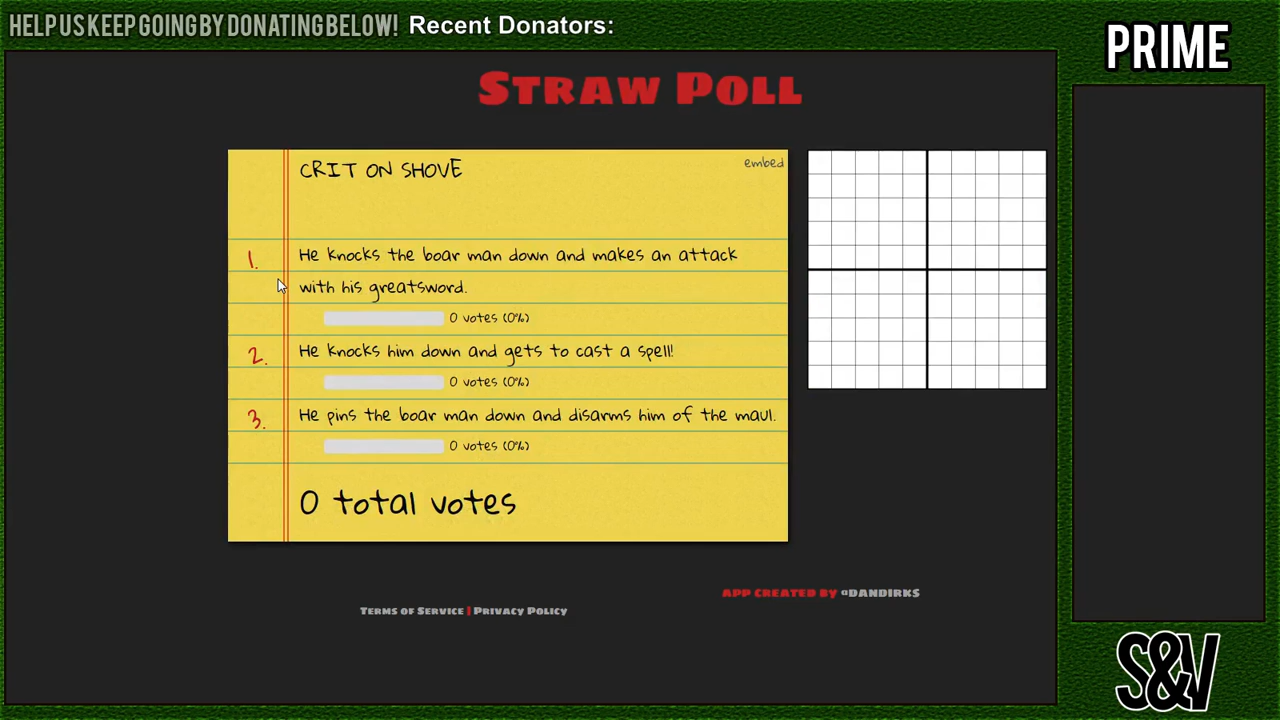 HELP US KEEP GOING BY DONATING BELOW! Recent Donators:
PRIME
STRAW POLL
CRIT ON SHOVE
embed
1. He knocks the boar man down and makes an attack
with his greatsword.
0 votes (0%)
2. He knocks him down and gets to cast a spell!
0 votes (0%)
3. He pins the boar man down and disarms him of the maul.
0 votes (0%)
0 total votes
APP CREATED BY @DANDIRKS
TERMS OF SERVICE | PRIVACY POLICY
S&V